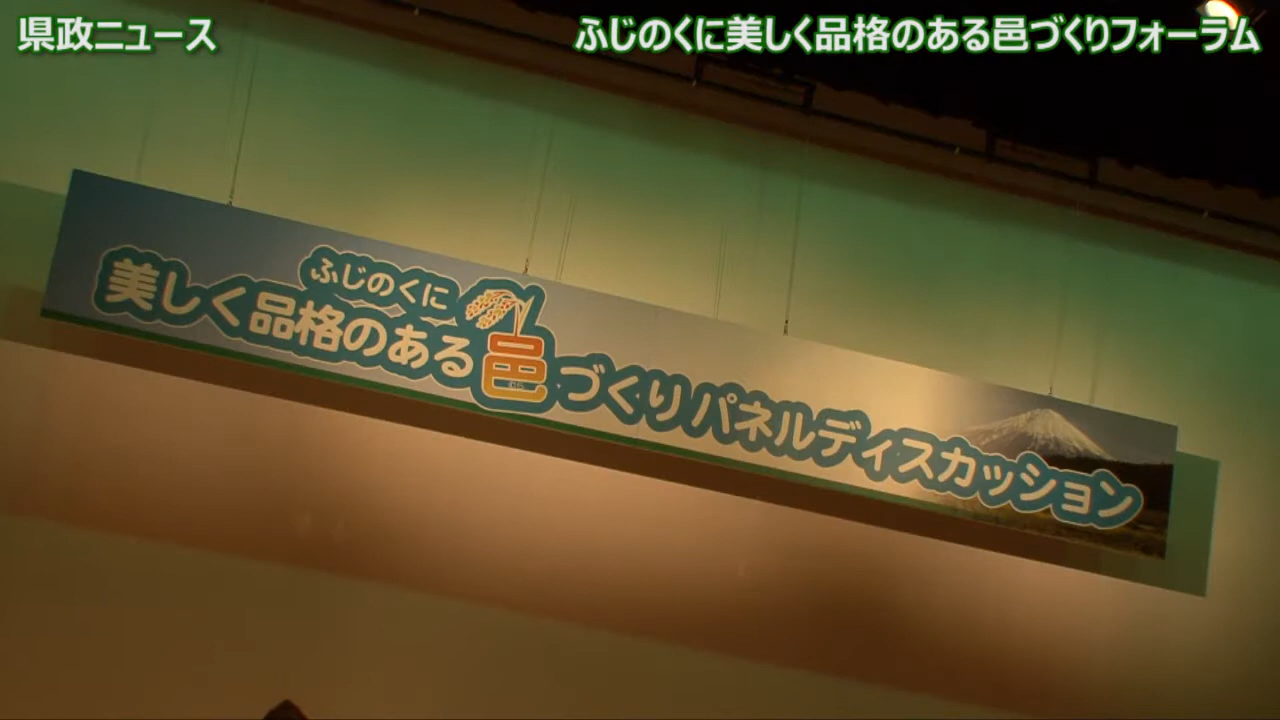 県政ニュース
ふじのくに美しく品格のある邑づくりフォーラム
ふじのくに
美しく品格のある邑づくりパネルディスカッション